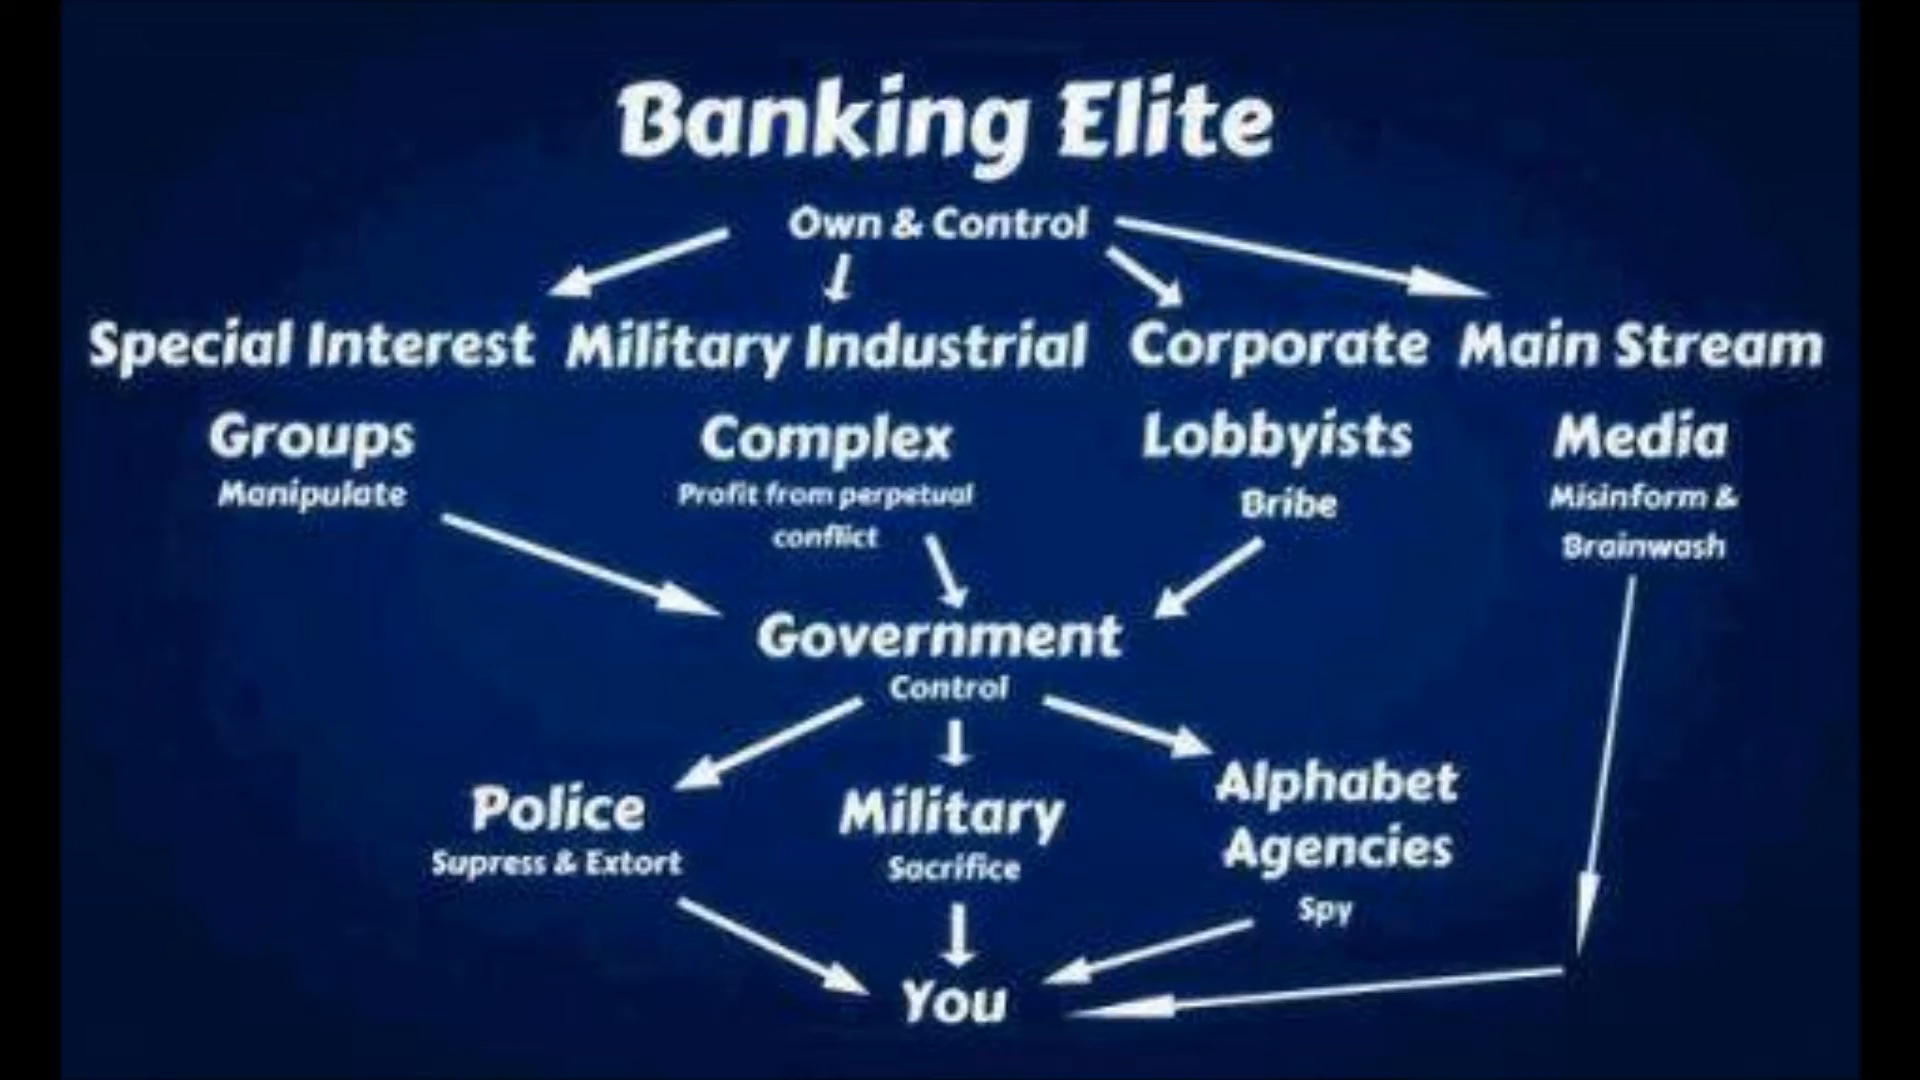 Banking Elite
Own & Control
Special Interest Military Industrial Corporate Main Stream
Groups Complex Lobbyists Media
Manipulate Profit from perpetual Bribe Misinform &
conflict Brainwash
Government
Control
Police Military Alphabet
Agencies
Supress & Extort Sacrifice
Spy
You